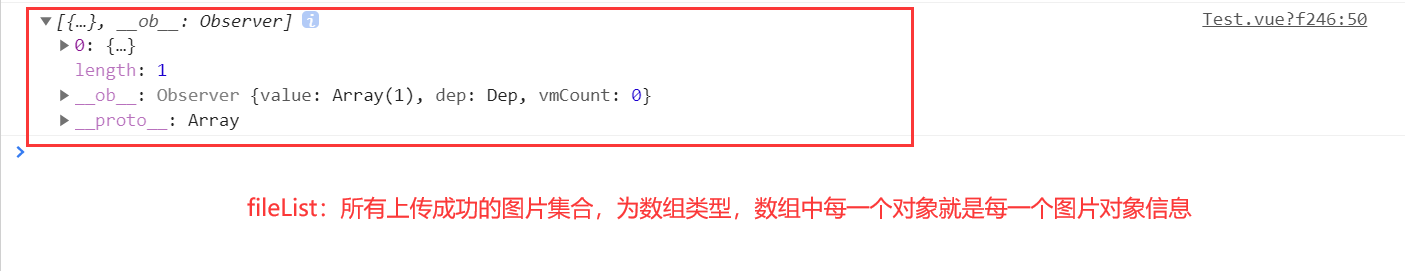 ▼[{…}, __ob__: Observer] i Test.vue?f246:50
▶0: {…}
length: 1
▶__ob__: Observer {value: Array(1), dep: Dep, vmCount: 0}
▶__proto__: Array
>
fileList：所有上传成功的图片集合，为数组类型，数组中每一个对象就是每一个图片对象信息